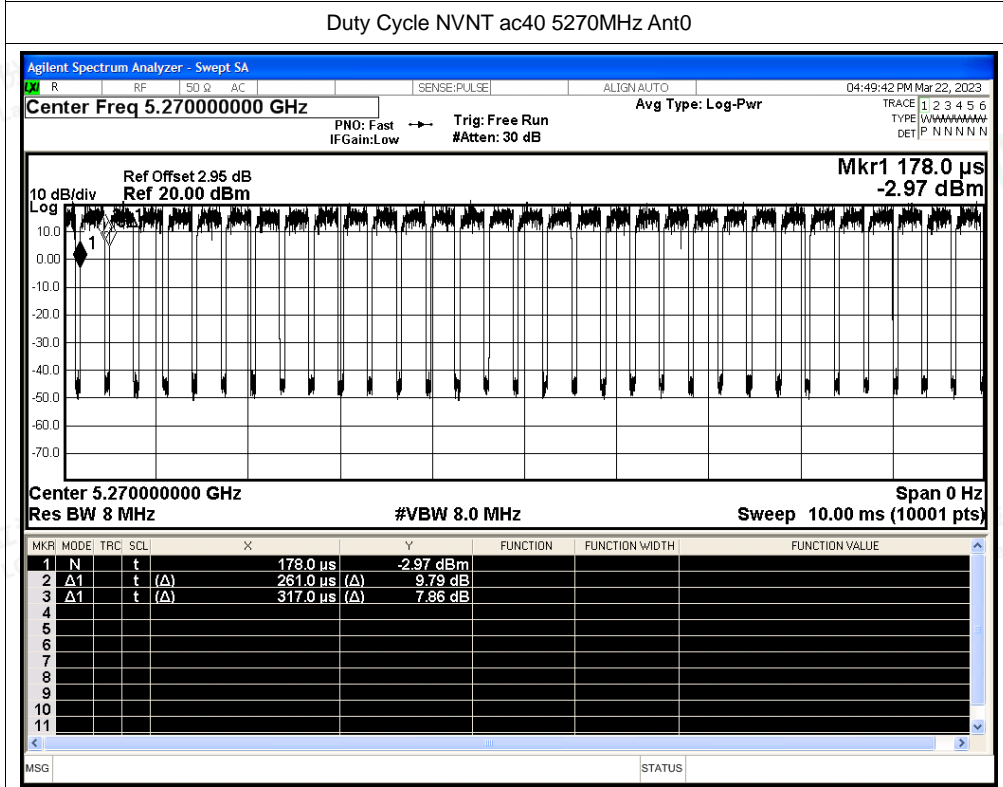 Duty Cycle NVNT ac40 5270MHz Ant0
Agilent Spectrum Analyzer - Swept SA
LXI R RF 50 Ω AC SENSE:PULSE ALIGN AUTO 04:49:42 PM Mar 22, 2023
Center Freq 5.270000000 GHz Avg Type: Log-Pwr TRACE 1 2 3 4 5 6
PNO: Fast Trig: Free Run TYPE WWWWWW
IFGain:Low #Atten: 30 dB DET P N N N N N
Mkr1 178.0 µs
Ref Offset 2.95 dB
10 dB/div Ref 20.00 dBm -2.97 dBm
Log
10.0
1
0.00
-10.0
-20.0
-30.0
-40.0
-50.0
-60.0
-70.0
Center 5.270000000 GHz Span 0 Hz
Res BW 8 MHz #VBW 8.0 MHz Sweep 10.00 ms (10001 pts)
MKR MODE TRC SCL X Y FUNCTION FUNCTION WIDTH FUNCTION VALUE
1 N t 178.0 µs -2.97 dBm
2 Δ1 t (Δ) 261.0 µs (Δ) 9.79 dB
3 Δ1 t (Δ) 317.0 µs (Δ) 7.86 dB
4
5
6
7
8
9
10
11
MSG STATUS